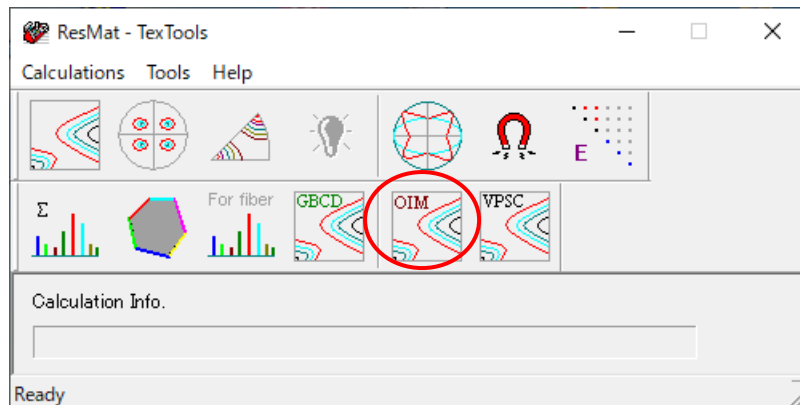 ResMat - TexTools
Calculations Tools Help
E
Σ
For fiber
GBCD
OIM
VPSC
Calculation Info.
Ready